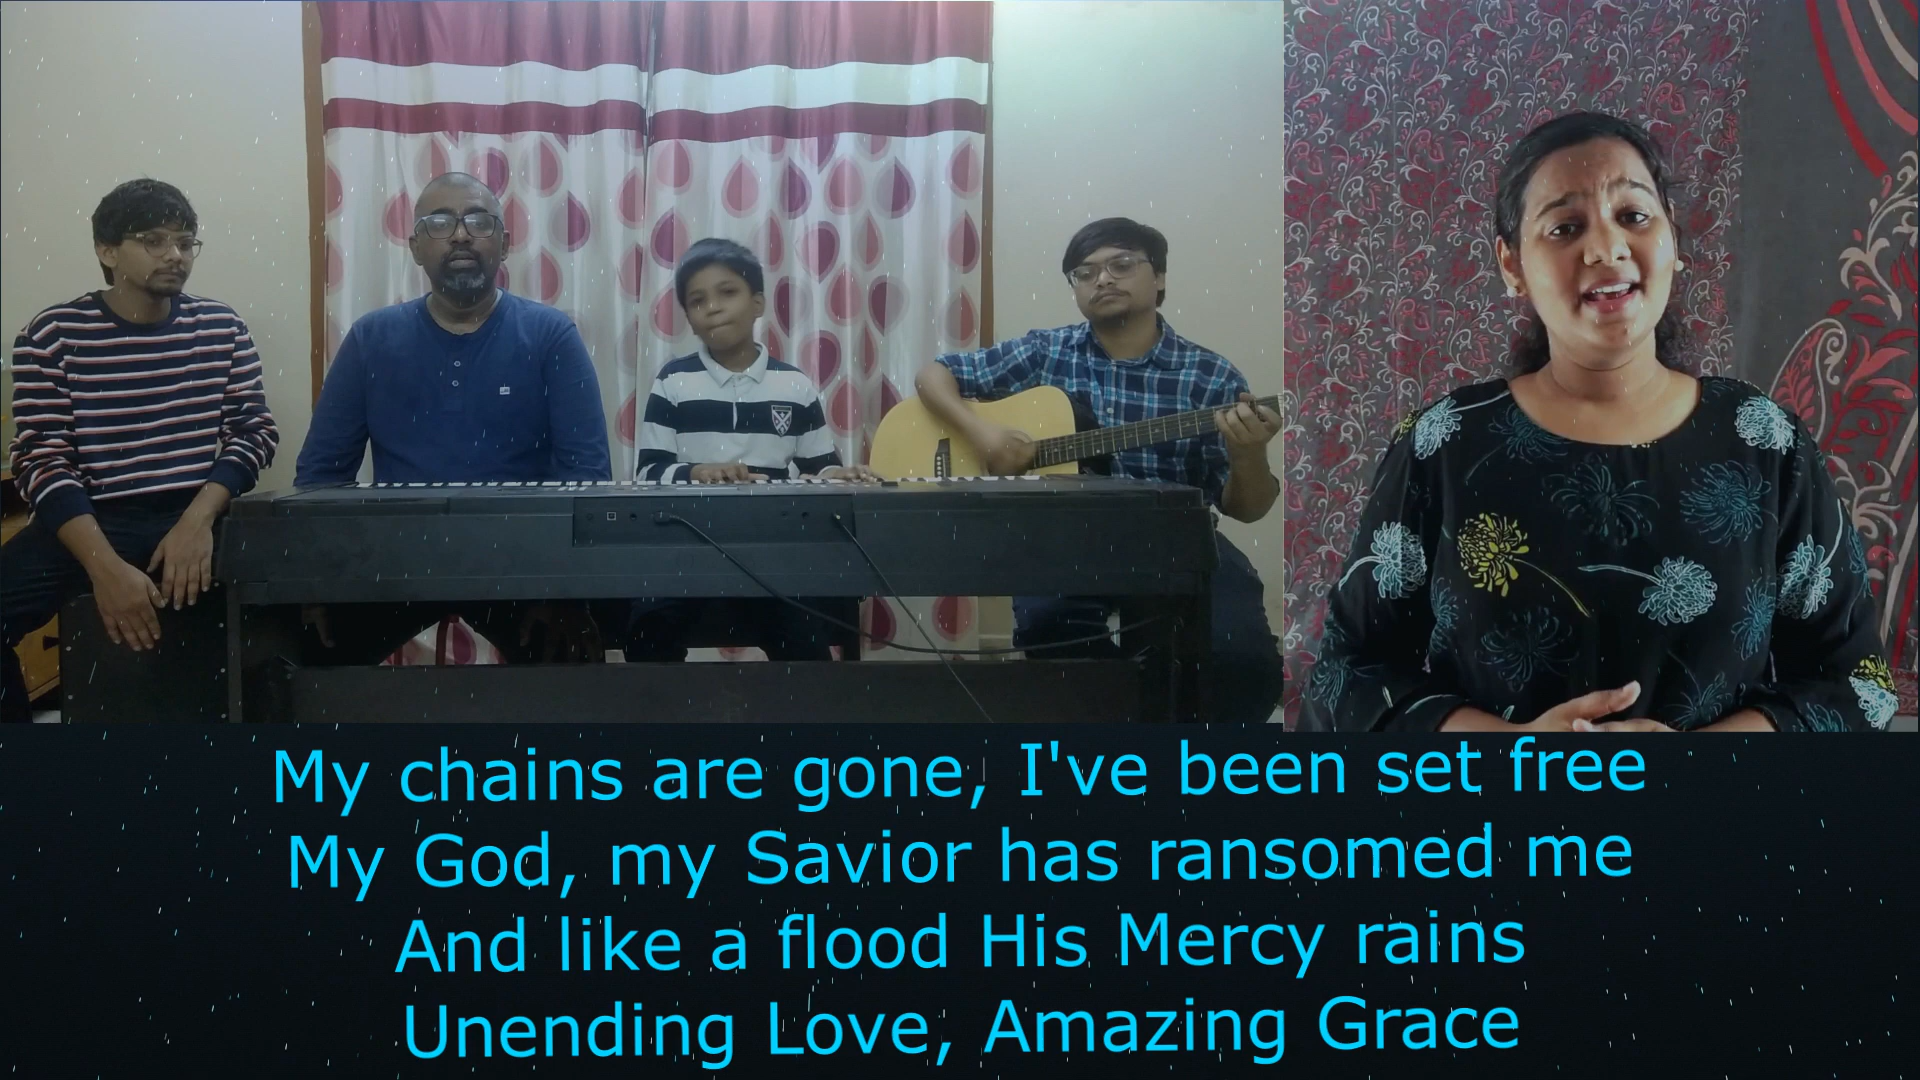 My chains are gone, I've been set free
My God, my Savior has ransomed me
And like a flood His Mercy rains
Unending Love, Amazing Grace